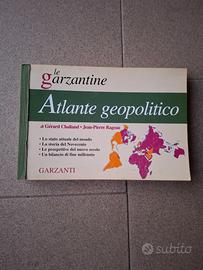 le
garzantine
Atlante geopolitico
di Gérard Chaliand • Jean-Pierre Rageau
• Lo stato attuale del mondo
• La storia del Novecento
• Le prospettive del nuovo secolo
• Un bilancio di fine millennio
GARZANTI
subito